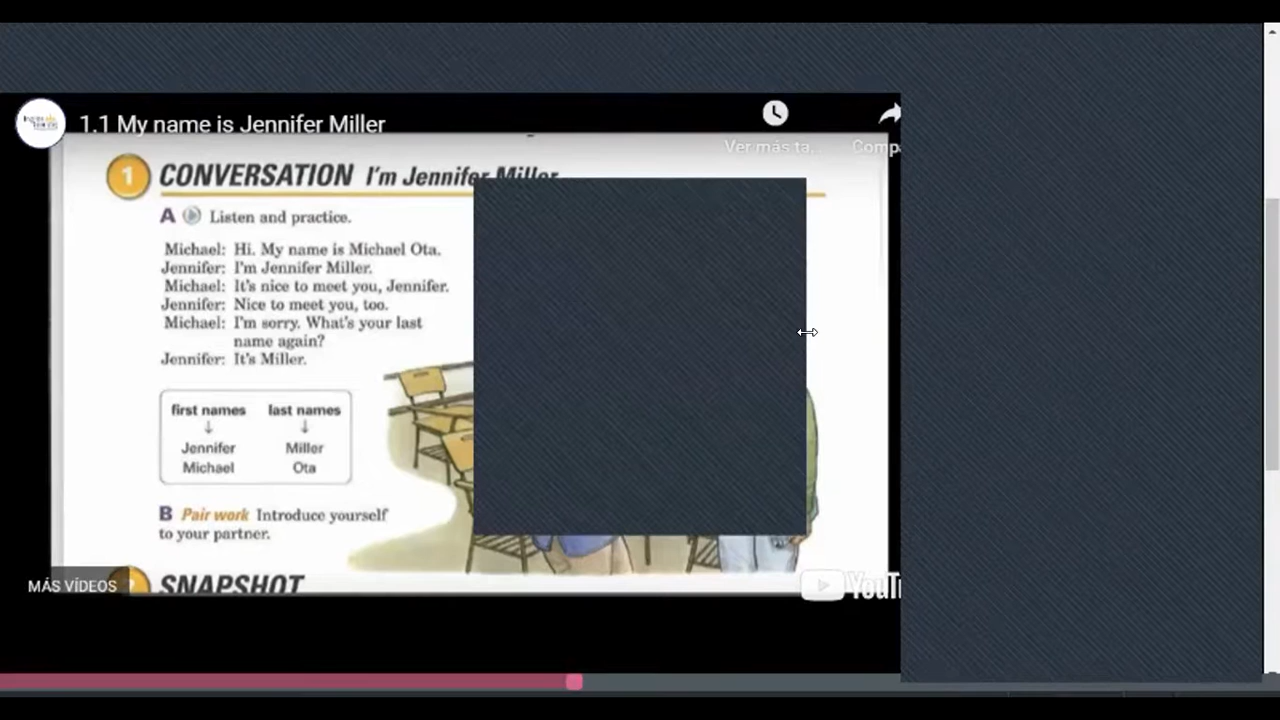 1.1 My name is Jennifer Miller
Ver más ta...
1 CONVERSATION I'm Jennifer Miller
A Listen and practice.
Michael: Hi. My name is Michael Ota.
Jennifer: I'm Jennifer Miller.
Michael: It's nice to meet you, Jennifer.
Jennifer: Nice to meet you, too.
Michael: I'm sorry. What's your last
name again?
Jennifer: It's Miller.
first names last names
↓ ↓
Jennifer Miller
Michael Ota
B Pair work Introduce yourself
to your partner.
MÁS VÍDEOS
SNAPSHOT